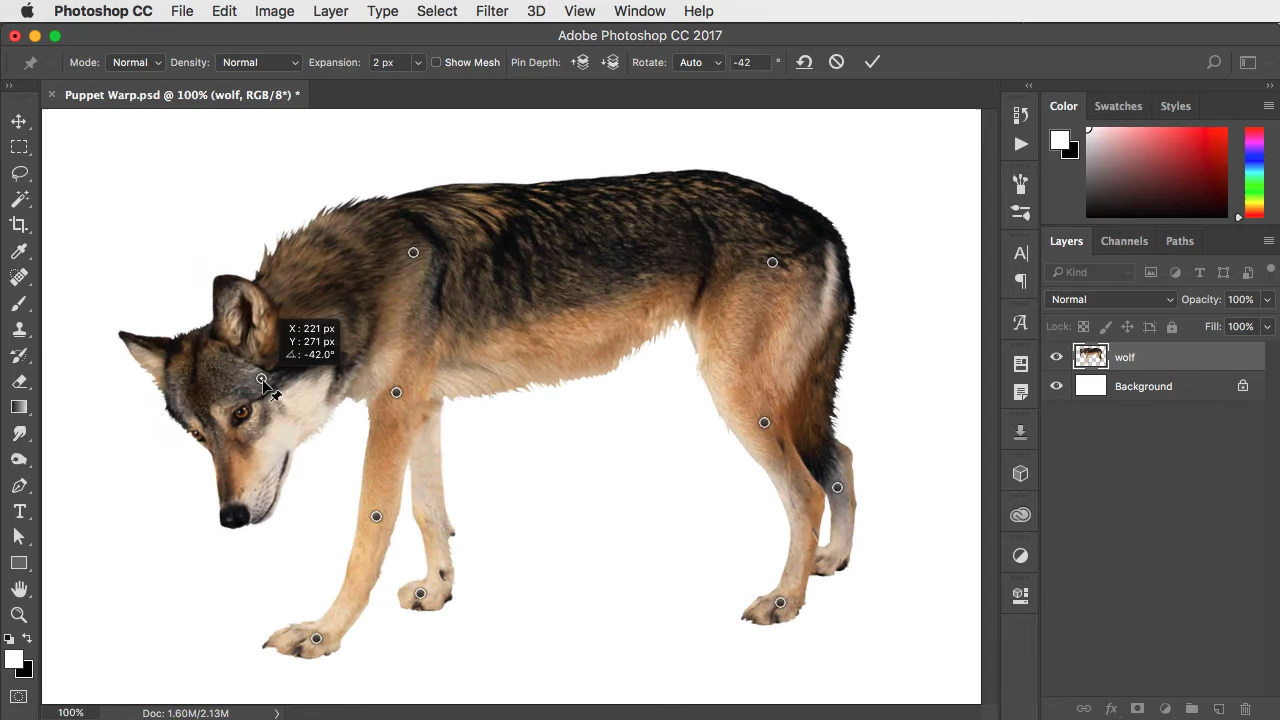 Photoshop CC File Edit Image Layer Type Select Filter 3D View Window Help
Adobe Photoshop CC 2017
Mode: Normal Density: Normal Expansion: 2 px Show Mesh Pin Depth: Rotate: Auto -42 °
Puppet Warp.psd @ 100% (wolf, RGB/8*) *
Color Swatches Styles
Layers Channels Paths
Kind
Normal Opacity: 100%
Lock: Fill: 100%
wolf
Background
X : 221 px
Y : 271 px
: -42.0°
100% Doc: 1.60M/2.13M